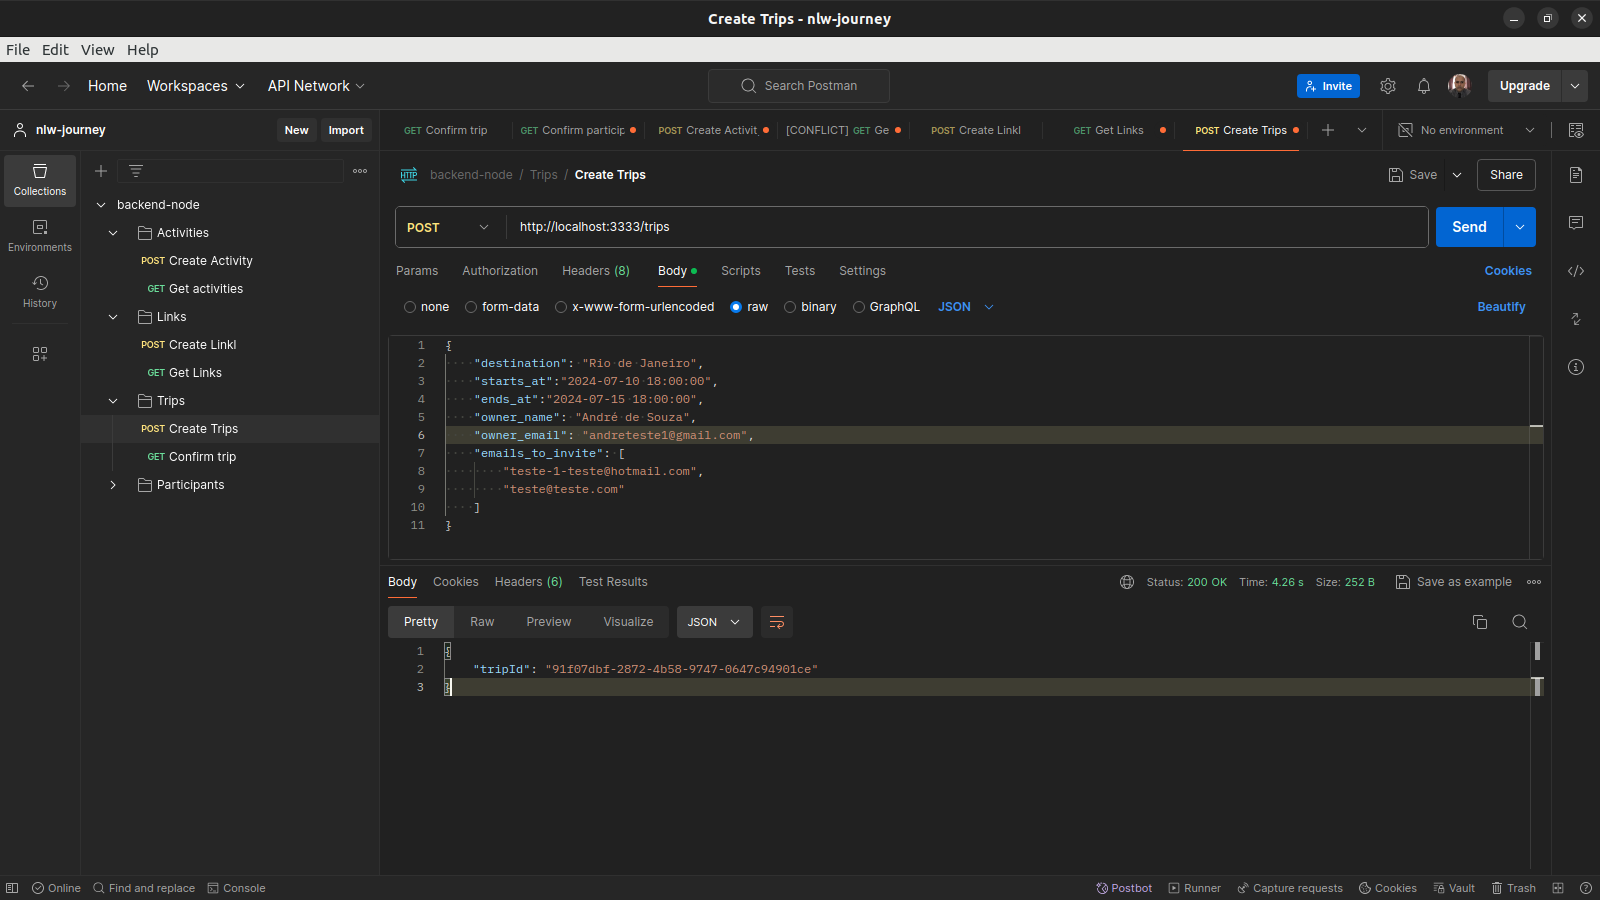 Create Trips - nlw-journey
File Edit View Help
Home Workspaces API Network Search Postman Invite Upgrade
nlw-journey New Import
GET Confirm trip POST Create Activit [CONFLICT] GET Ge POST Create Linkl GET Get Links POST Create Trips No environment
GET Confirm particip
Collections
Environments
History
backend-node
Activities
POST Create Activity
GET Get activities
Links
POST Create Linkl
GET Get Links
Trips
POST Create Trips
GET Confirm trip
Participants
HTTP backend-node / Trips / Create Trips Save Share
POST http://localhost:3333/trips Send
Params Authorization Headers (8) Body Scripts Tests Settings Cookies
none form-data x-www-form-urlencoded raw binary GraphQL JSON Beautify
1 {
2 "destination": "Rio de Janeiro",
3 "starts_at":"2024-07-10 18:00:00",
4 "ends_at":"2024-07-15 18:00:00",
5 "owner_name": "André de Souza",
6 "owner_email": "andreteste1@gmail.com",
7 "emails_to_invite": [
8 "teste-1-teste@hotmail.com",
9 "teste@teste.com"
10 ]
11 }
Body Cookies Headers (6) Test Results Status: 200 OK Time: 4.26 s Size: 252 B Save as example
Pretty Raw Preview Visualize JSON
1 {
2 "tripId": "91f07dbf-2872-4b58-9747-0647c94901ce"
3 }
Online Find and replace Console Postbot Runner Capture requests Cookies Vault Trash